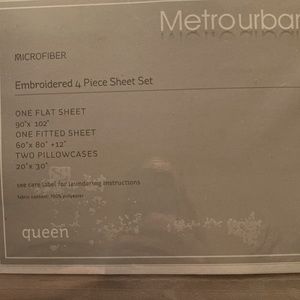 Metrourban
MICROFIBER
Embroidered 4 Piece Sheet Set
ONE FLAT SHEET
90"x 102"
ONE FITTED SHEET
60"x 80" +12"
TWO PILLOWCASES
20"x 30"
see care label for laundering instructions
fabric content: 100% polyester
queen